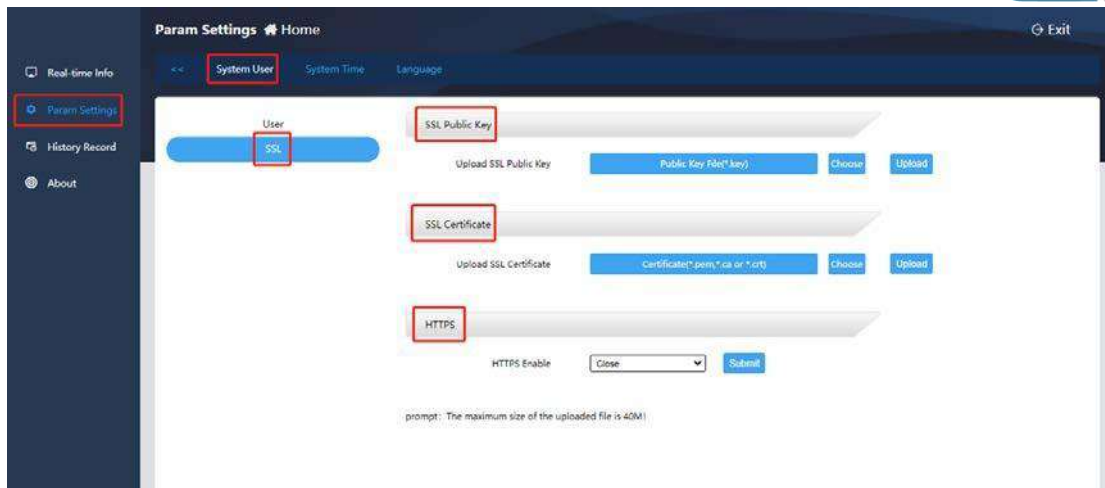 Param Settings Home
Exit
Real-time Info
Param Settings
History Record
About
<< System User System Time Language
User
SSL
SSL Public Key
Upload SSL Public Key Public Key File(*.key) Choose Upload
SSL Certificate
Upload SSL Certificate Certificate(*.pem,*.ca or *.crt) Choose Upload
HTTPS
HTTPS Enable Close Submit
prompt: The maximum size of the uploaded file is 40M!